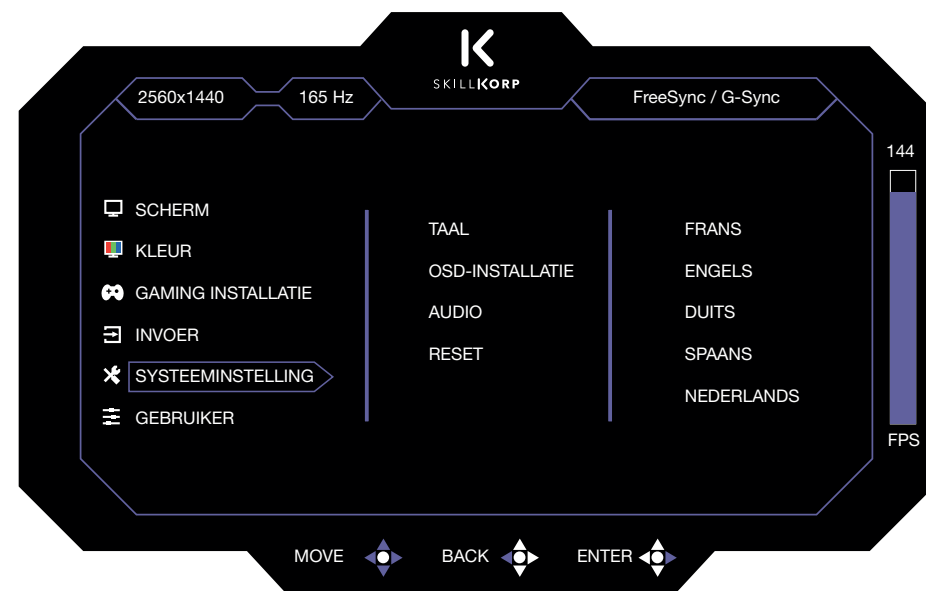 SKILLKORP
2560x1440
165 Hz
FreeSync / G-Sync
144
SCHERM
KLEUR
GAMING INSTALLATIE
INVOER
SYSTEEMINSTELLING
GEBRUIKER
TAAL
OSD-INSTALLATIE
AUDIO
RESET
FRANS
ENGELS
DUITS
SPAANS
NEDERLANDS
FPS
MOVE
BACK
ENTER